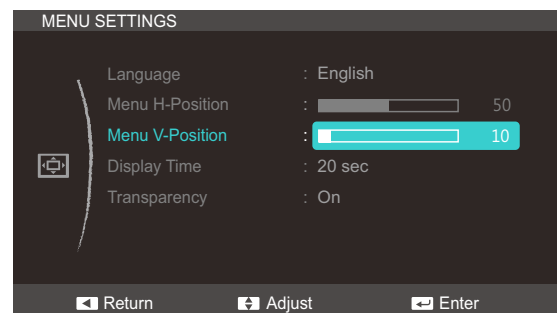 MENU SETTINGS
Language : English
Menu H-Position : 50
Menu V-Position : 10
Display Time : 20 sec
Transparency : On
Return Adjust Enter